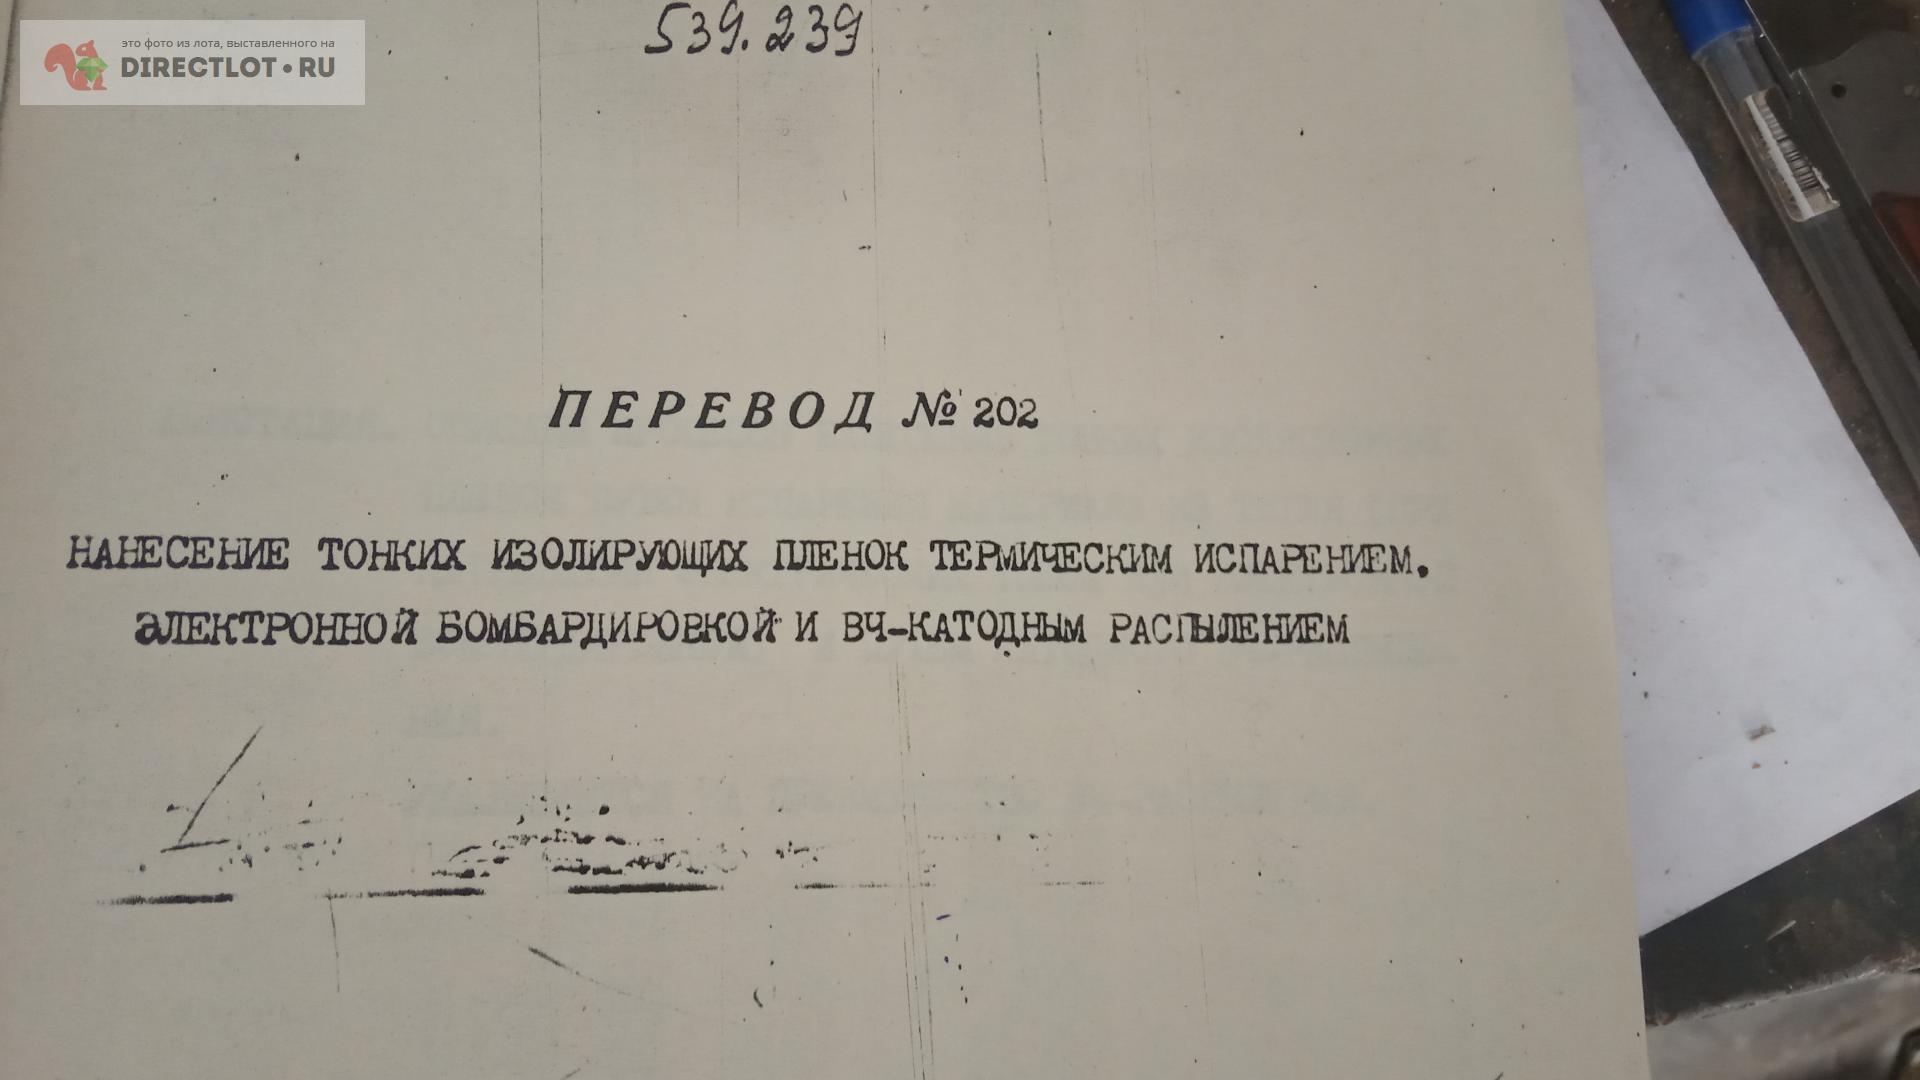 это фото из лота, выставленного на
DIRECTLOT•RU
539.239
ПЕРЕВОД № 202
НАНЕСЕНИЕ ТОНКИХ ИЗОЛИРУЮЩИХ ПЛЕНОК ТЕРМИЧЕСКИМ ИСПАРЕНИЕМ.
ЭЛЕКТРОННОЙ БОМБАРДИРОВКОЙ И ВЧ-КАТОДНЫМ РАСПЫЛЕНИЕМ